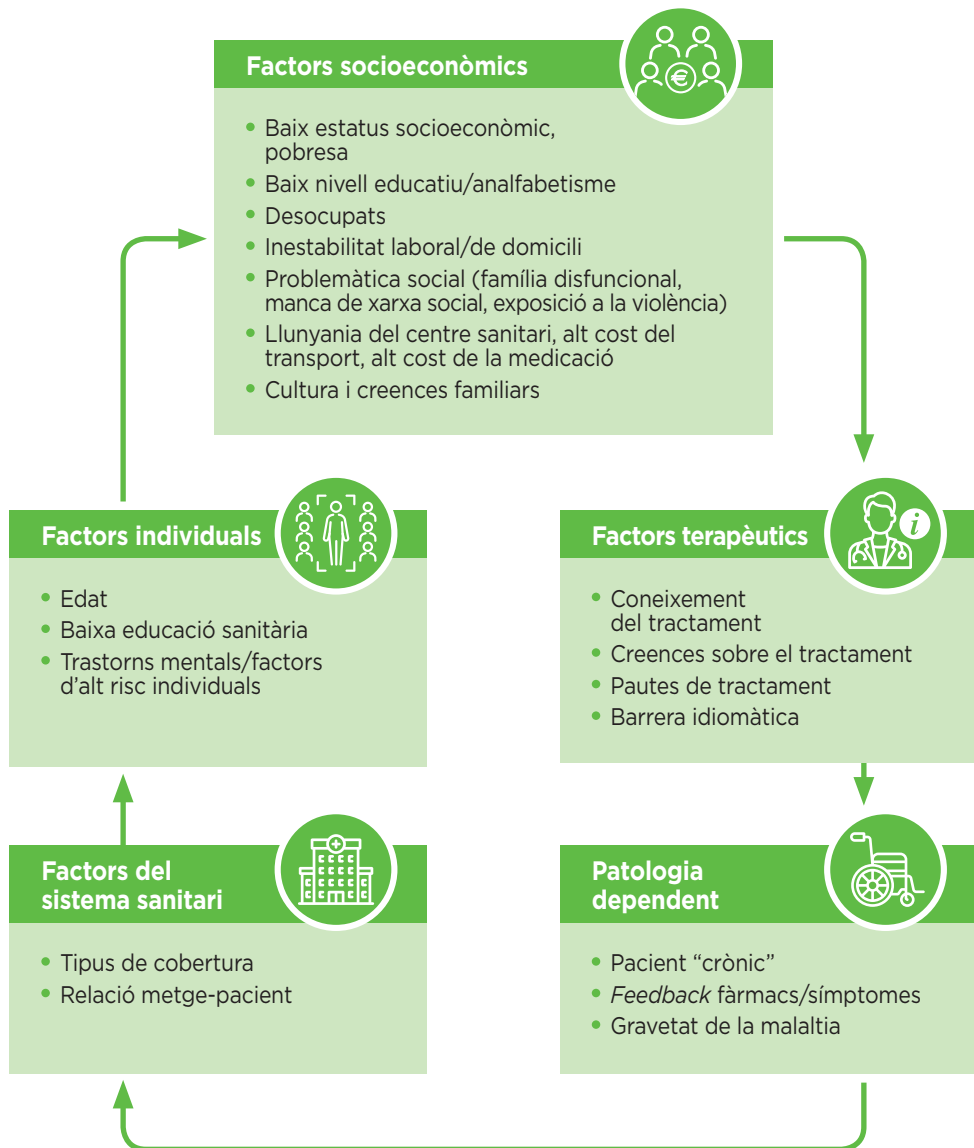 Factors socioeconòmics
€
• Baix estatus socioeconòmic,
pobresa
• Baix nivell educatiu/analfabetisme
• Desocupats
• Inestabilitat laboral/de domicili
• Problemàtica social (família disfuncional,
manca de xarxa social, exposició a la violència)
• Llunyania del centre sanitari, alt cost del
transport, alt cost de la medicació
• Cultura i creences familiars
Factors individuals
• Edat
• Baixa educació sanitària
• Trastorns mentals/factors
d'alt risc individuals
Factors terapèutics
i
• Coneixement
del tractament
• Creences sobre el tractament
• Pautes de tractament
• Barrera idiomàtica
Factors del
sistema sanitari
• Tipus de cobertura
• Relació metge-pacient
Patologia
dependent
• Pacient “crònic”
• Feedback fàrmacs/símptomes
• Gravetat de la malaltia